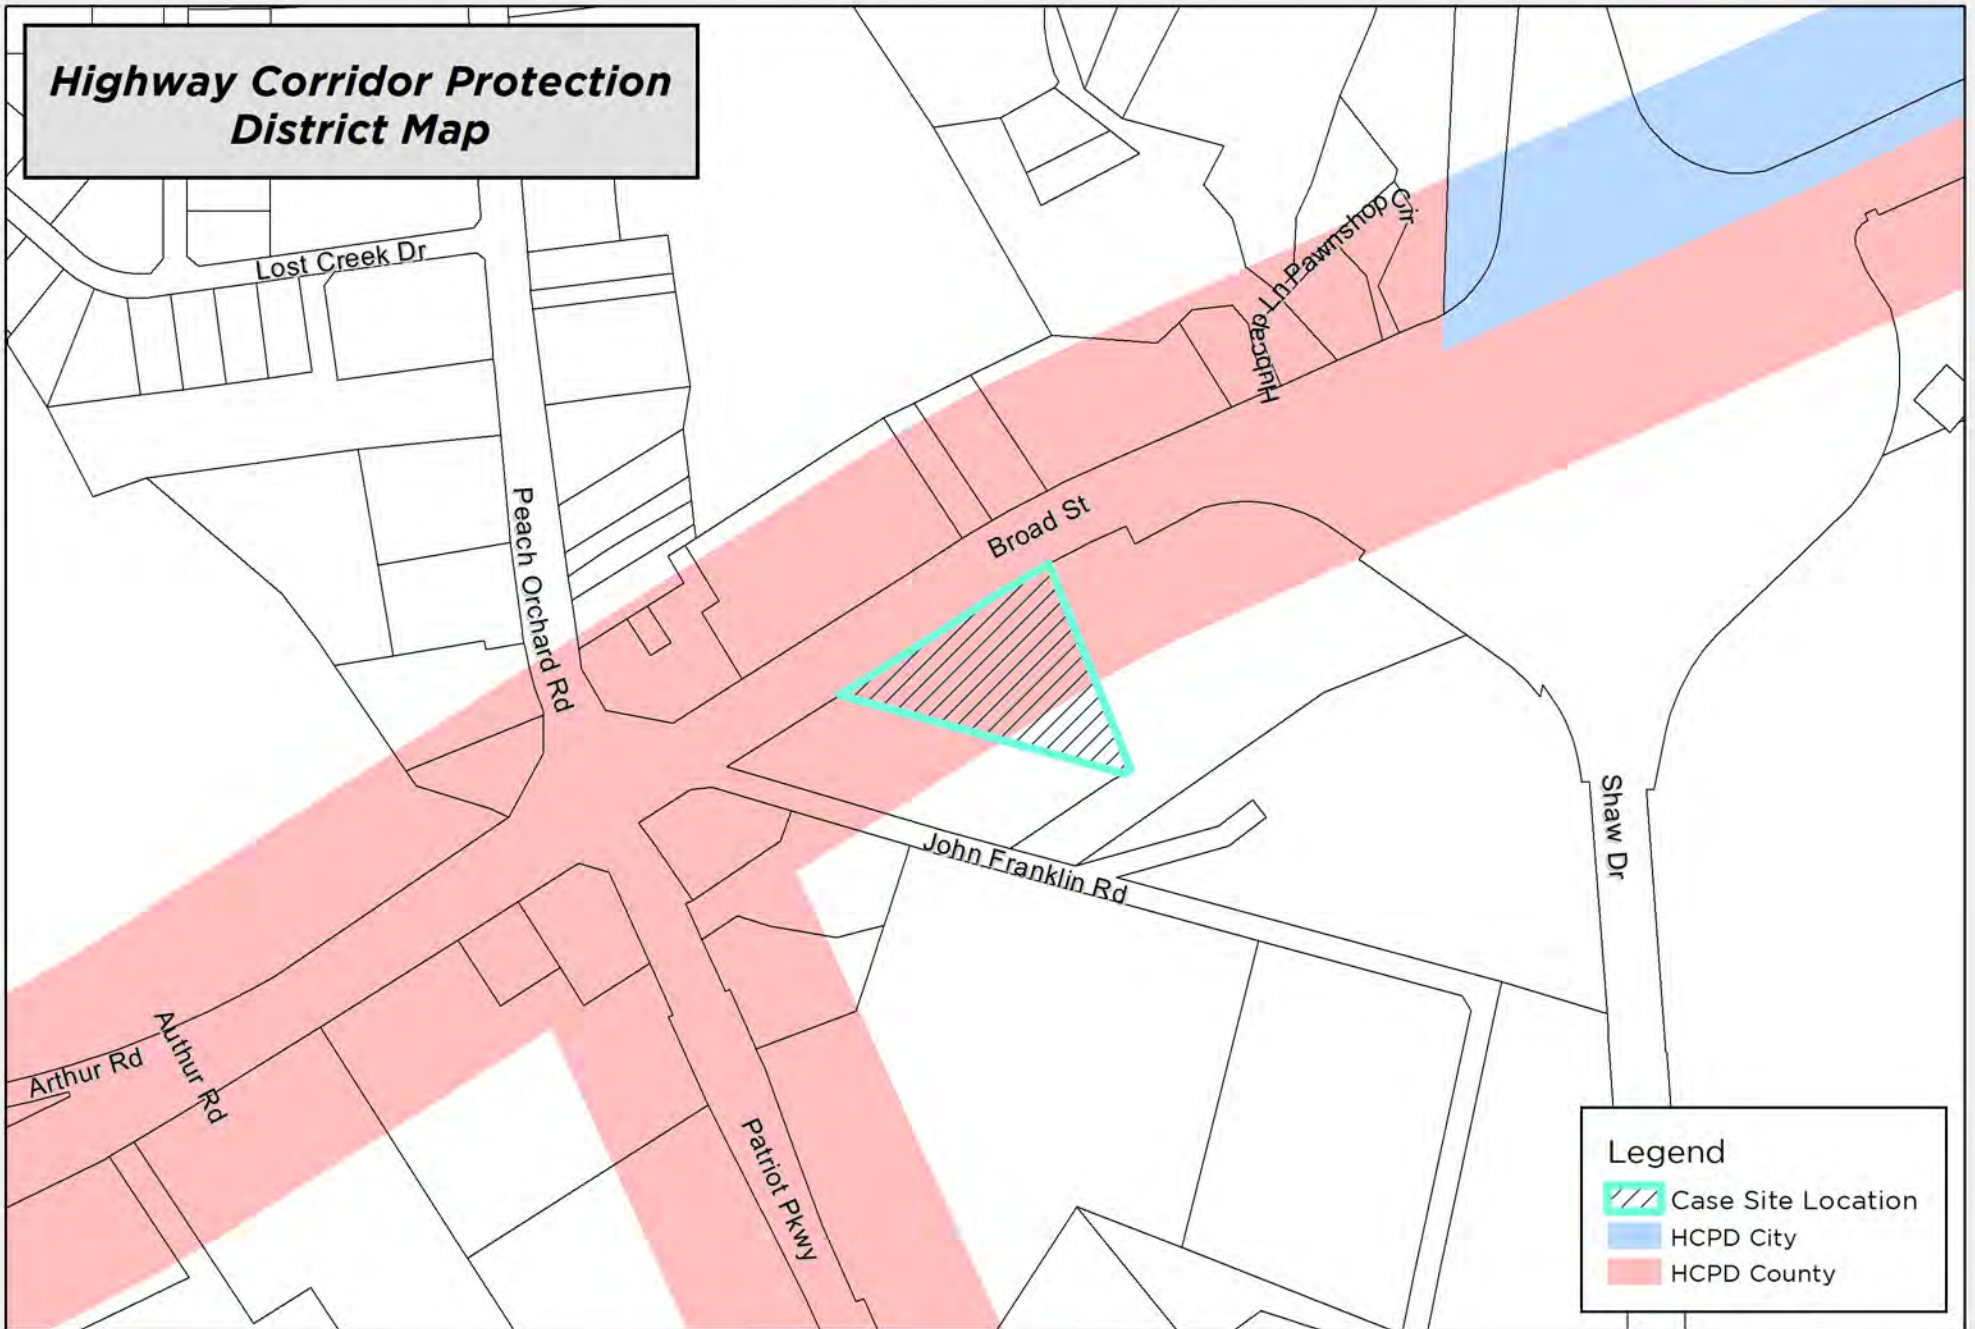 Highway Corridor Protection
District Map
Lost Creek Dr
Pawnshop Cir
Hubcap Ln
Peach Orchard Rd
Broad St
John Franklin Rd
Shaw Dr
Arthur Rd
Authur Rd
Patriot Pkwy
Legend
Case Site Location
HCPD City
HCPD County